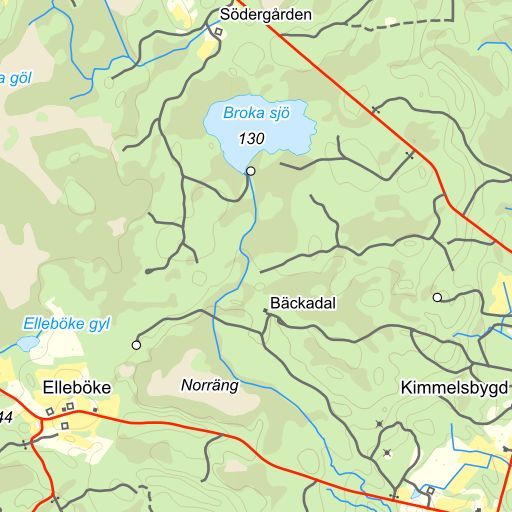 Södergården
a göl
Broka sjö
130
Bäckadal
Elleböke gyl
Elleböke
Norräng
Kimmelsbygd
44